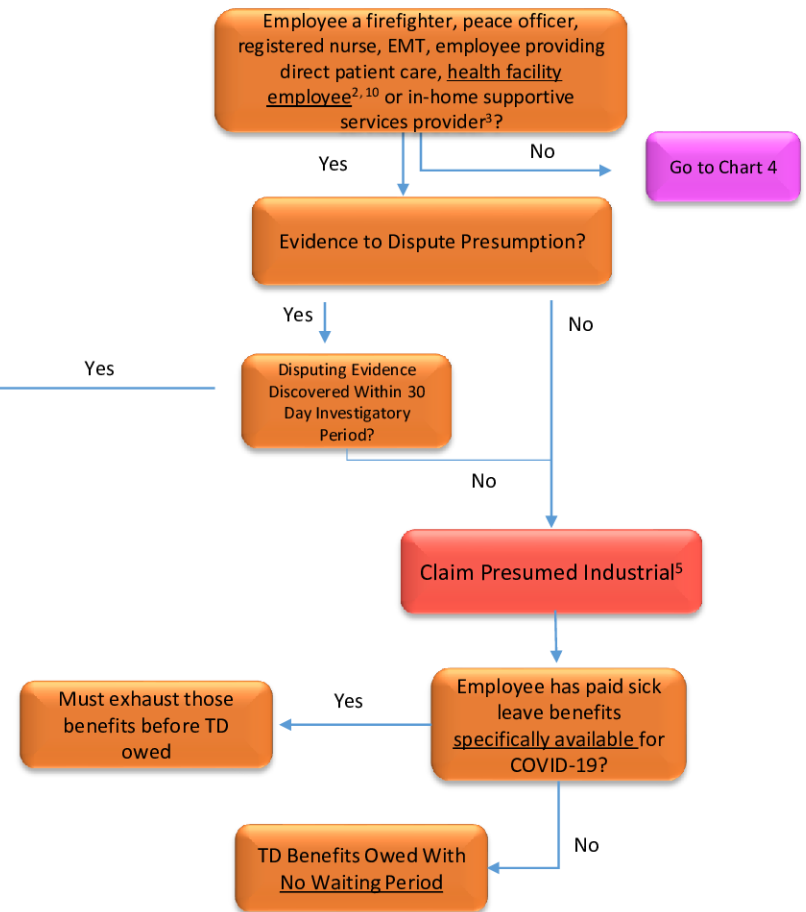 Employee a firefighter, peace officer,
registered nurse, EMT, employee providing
direct patient care, health facility
employee2, 10 or in-home supportive
services provider3?
Yes
No
Go to Chart 4
Evidence to Dispute Presumption?
Yes
No
Yes
Disputing Evidence
Discovered Within 30
Day Investigatory
Period?
No
Claim Presumed Industrial5
Must exhaust those
benefits before TD
owed
Yes
Employee has paid sick
leave benefits
specifically available for
COVID-19?
No
TD Benefits Owed With
No Waiting Period